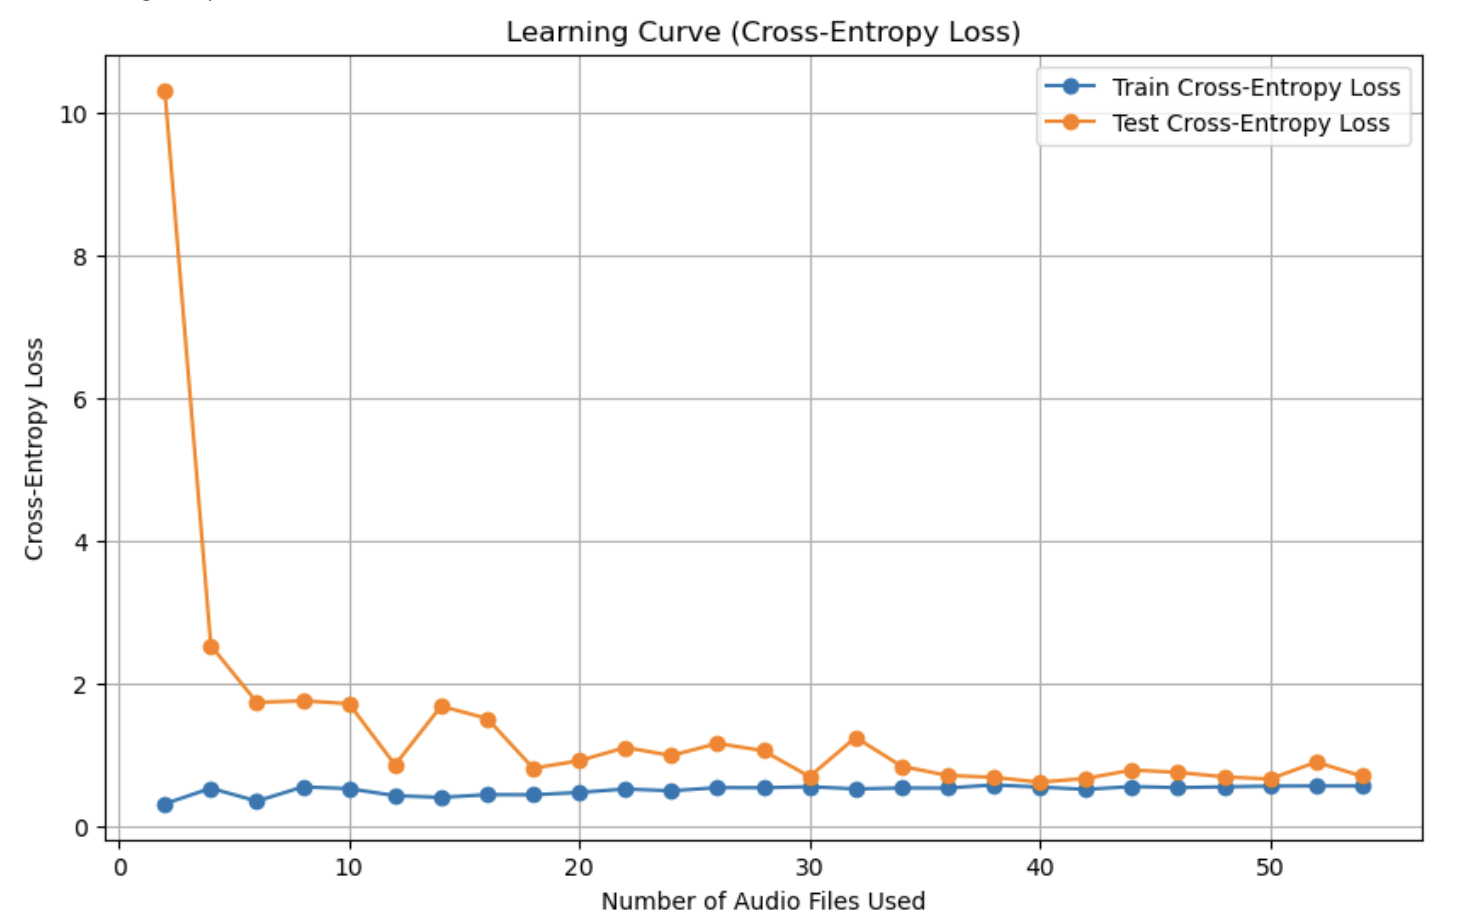 Learning Curve (Cross-Entropy Loss)
Train Cross-Entropy Loss
Test Cross-Entropy Loss
Cross-Entropy Loss
10
8
6
4
2
0
0 10 20 30 40 50
Number of Audio Files Used